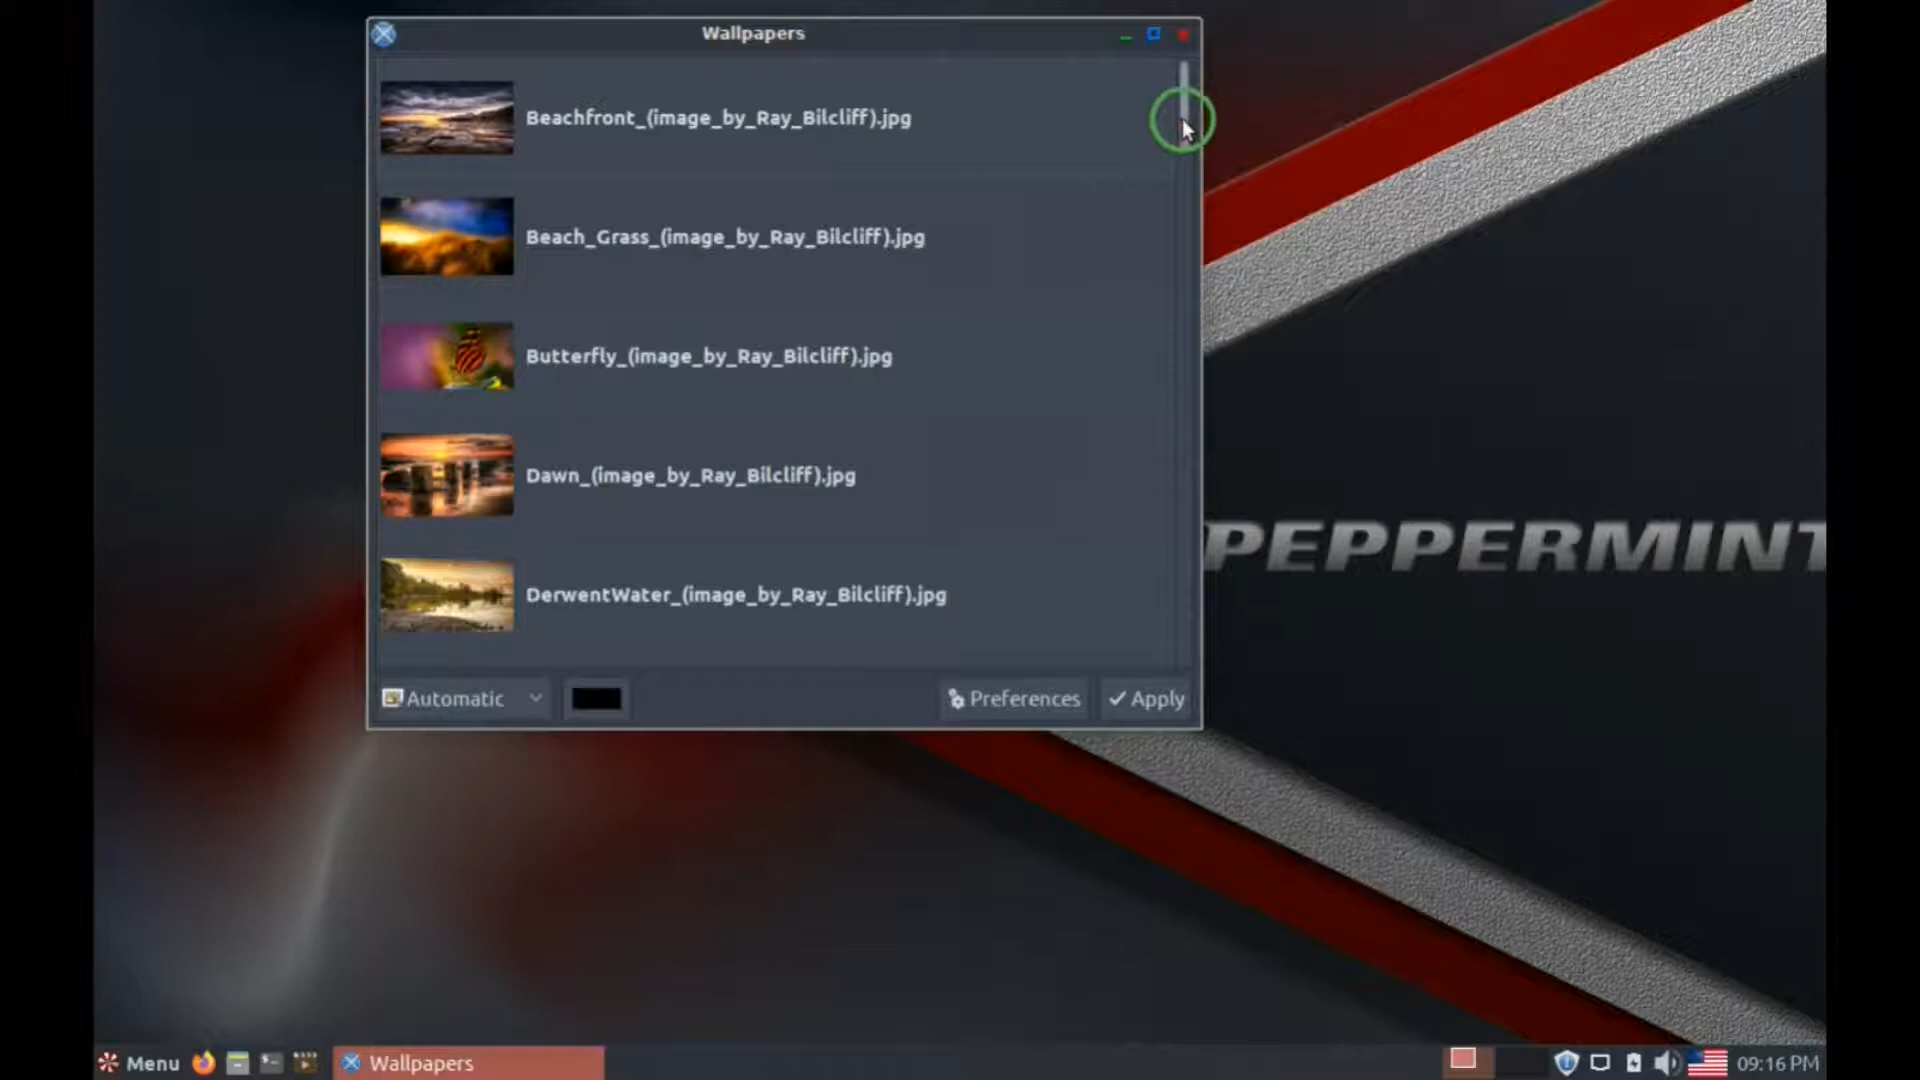 Wallpapers
Beachfront_(image_by_Ray_Bilcliff).jpg
Beach_Grass_(image_by_Ray_Bilcliff).jpg
Butterfly_(image_by_Ray_Bilcliff).jpg
Dawn_(image_by_Ray_Bilcliff).jpg
DerwentWater_(image_by_Ray_Bilcliff).jpg
Automatic
Preferences
Apply
PEPPERMINT
Menu
Wallpapers
09:16 PM